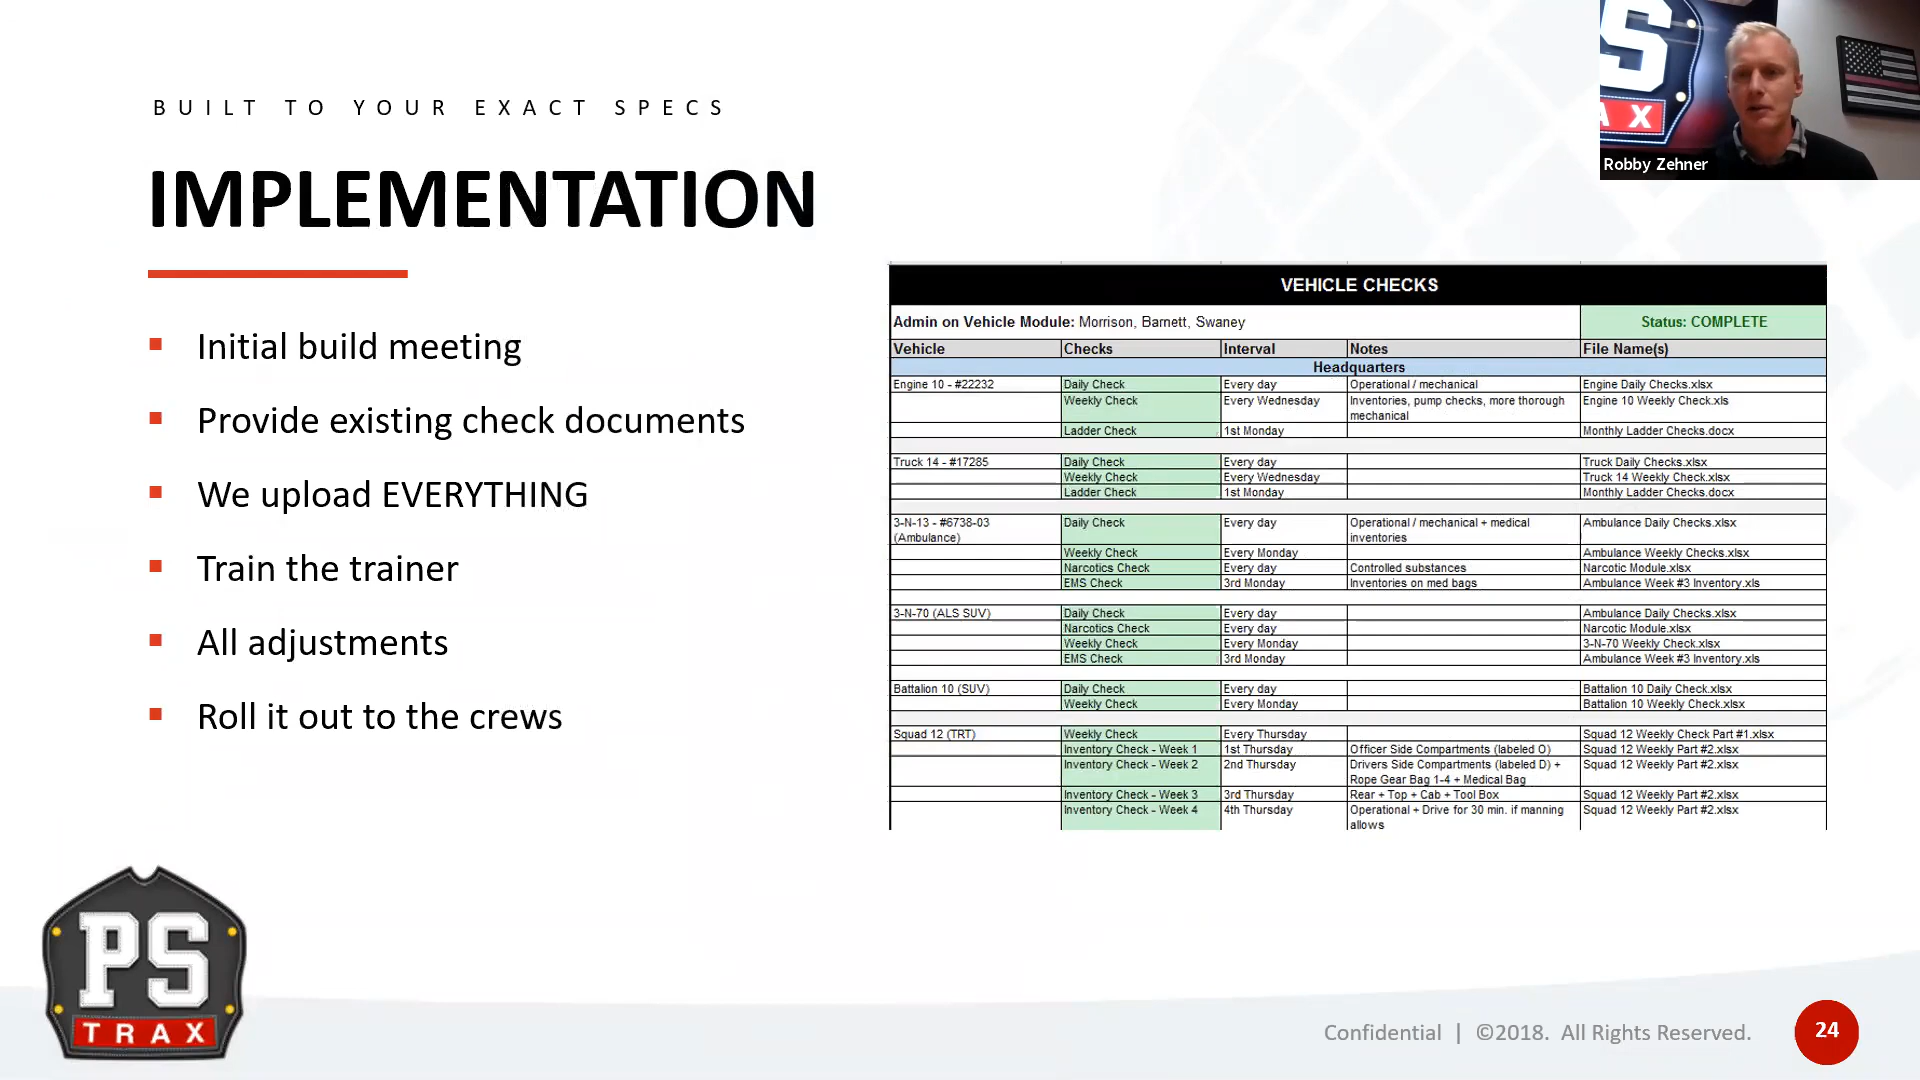 BUILT TO YOUR EXACT SPECS
IMPLEMENTATION
▪ Initial build meeting
▪ Provide existing check documents
▪ We upload EVERYTHING
▪ Train the trainer
▪ All adjustments
▪ Roll it out to the crews
S
AX
Robby Zehner
VEHICLE CHECKS
Admin on Vehicle Module: Morrison, Barnett, Swaney Status: COMPLETE
Vehicle Checks Interval Notes File Name(s)
Headquarters
Engine 10 - #22232 Daily Check Every day Operational / mechanical Engine Daily Checks.xlsx
Weekly Check Every Wednesday Inventories, pump checks, more thorough Engine 10 Weekly Check.xls
mechanical
Ladder Check 1st Monday Monthly Ladder Checks.docx
Truck 14 - #17285 Daily Check Every day Truck Daily Checks.xlsx
Weekly Check Every Wednesday Truck 14 Weekly Check.xlsx
Ladder Check 1st Monday Monthly Ladder Checks.docx
3-N-13 - #6738-03 Daily Check Every day Operational / mechanical + medical Ambulance Daily Checks.xlsx
(Ambulance) inventories
Weekly Check Every Monday Ambulance Weekly Checks.xlsx
Narcotics Check Every day Controlled substances Narcotic Module.xlsx
EMS Check 3rd Monday Inventories on med bags Ambulance Week #3 Inventory.xls
3-N-70 (ALS SUV) Daily Check Every day Ambulance Daily Checks.xlsx
Narcotics Check Every day Narcotic Module.xlsx
Weekly Check Every Monday 3-N-70 Weekly Check.xlsx
EMS Check 3rd Monday Ambulance Week #3 Inventory.xls
Battalion 10 (SUV) Daily Check Every day Battalion 10 Daily Check.xlsx
Weekly Check Every Monday Battalion 10 Weekly Check.xlsx
Squad 12 (TRT) Weekly Check Every Thursday Squad 12 Weekly Check Part #1.xlsx
Inventory Check - Week 1 1st Thursday Officer Side Compartments (labeled O) Squad 12 Weekly Part #2.xlsx
Inventory Check - Week 2 2nd Thursday Drivers Side Compartments (labeled D) + Squad 12 Weekly Part #2.xlsx
Rope Gear Bag 1-4 + Medical Bag
Inventory Check - Week 3 3rd Thursday Rear + Top + Cab + Tool Box Squad 12 Weekly Part #2.xlsx
Inventory Check - Week 4 4th Thursday Operational + Drive for 30 min. if manning Squad 12 Weekly Part #2.xlsx
allows
PS
TRAX
Confidential | ©2018. All Rights Reserved.
24